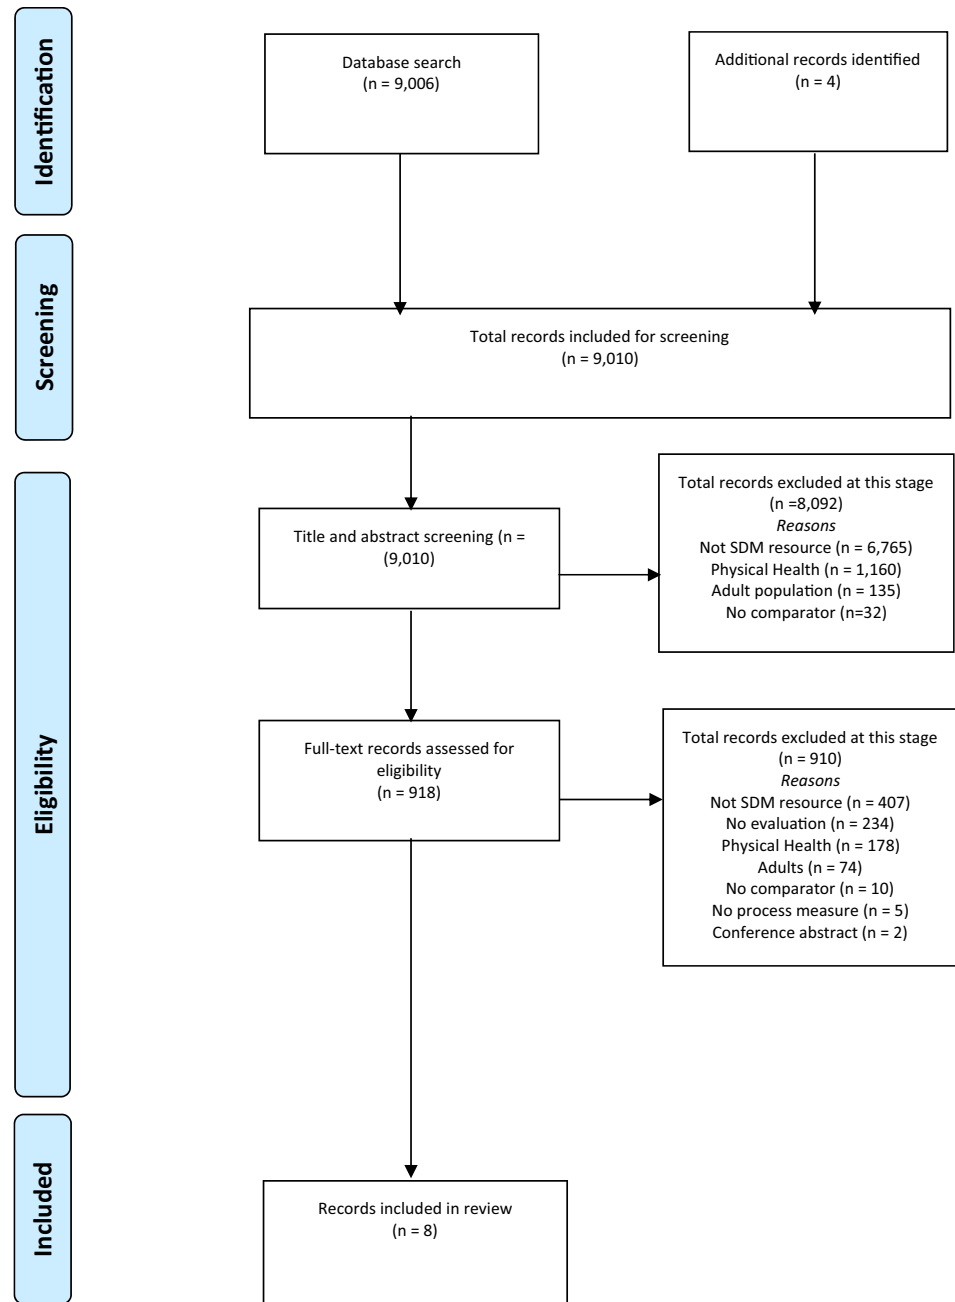 Identification
Database search
(n = 9,006)
Additional records identified
(n = 4)
Screening
Total records included for screening
(n = 9,010)
Eligibility
Title and abstract screening (n =
(9,010)
Total records excluded at this stage
(n =8,092)
Reasons
Not SDM resource (n = 6,765)
Physical Health (n = 1,160)
Adult population (n = 135)
No comparator (n=32)
Full-text records assessed for
eligibility
(n = 918)
Total records excluded at this stage
(n = 910)
Reasons
Not SDM resource (n = 407)
No evaluation (n = 234)
Physical Health (n = 178)
Adults (n = 74)
No comparator (n = 10)
No process measure (n = 5)
Conference abstract (n = 2)
Included
Records included in review
(n = 8)